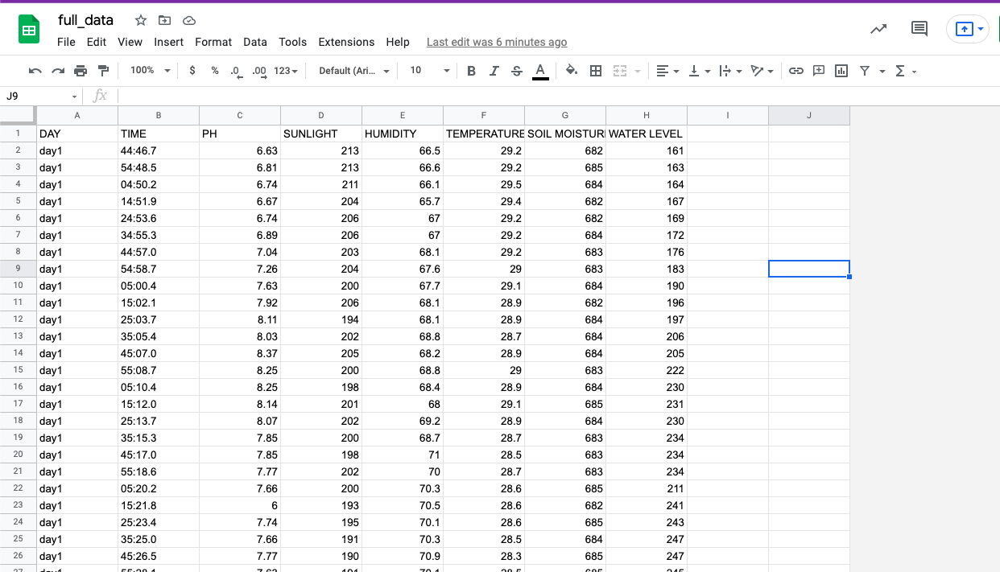 full_data
File Edit View Insert Format Data Tools Extensions Help Last edit was 6 minutes ago
100% $ % .0 .00 123 Default (Ari... 10 B I S A
J9 fx
A B C D E F G H I J
1 DAY TIME PH SUNLIGHT HUMIDITY TEMPERATURE SOIL MOISTURI WATER LEVEL
2 day1 44:46.7 6.63 213 66.5 29.2 682 161
3 day1 54:48.5 6.81 213 66.6 29.2 685 163
4 day1 04:50.2 6.74 211 66.1 29.5 684 164
5 day1 14:51.9 6.67 204 65.7 29.4 682 167
6 day1 24:53.6 6.74 206 67 29.2 682 169
7 day1 34:55.3 6.89 206 67 29.2 684 172
8 day1 44:57.0 7.04 203 68.1 29.2 683 176
9 day1 54:58.7 7.26 204 67.6 29 683 183
10 day1 05:00.4 7.63 200 67.7 29.1 684 190
11 day1 15:02.1 7.92 206 68.1 28.9 682 196
12 day1 25:03.7 8.11 194 68.1 28.9 684 197
13 day1 35:05.4 8.03 202 68.8 28.7 684 206
14 day1 45:07.0 8.37 205 68.2 28.9 684 205
15 day1 55:08.7 8.25 200 68.8 29 683 222
16 day1 05:10.4 8.25 198 68.4 28.9 684 230
17 day1 15:12.0 8.14 201 68 29.1 685 231
18 day1 25:13.7 8.07 202 69.2 28.9 684 230
19 day1 35:15.3 7.85 200 68.7 28.7 683 234
20 day1 45:17.0 7.85 198 71 28.5 683 234
21 day1 55:18.6 7.77 202 70 28.7 683 234
22 day1 05:20.2 7.66 200 70.3 28.6 685 211
23 day1 15:21.8 6 193 70.5 28.6 682 241
24 day1 25:23.4 7.74 195 70.1 28.6 685 243
25 day1 35:25.0 7.66 191 70.3 28.5 684 247
26 day1 45:26.5 7.77 190 70.9 28.3 685 247